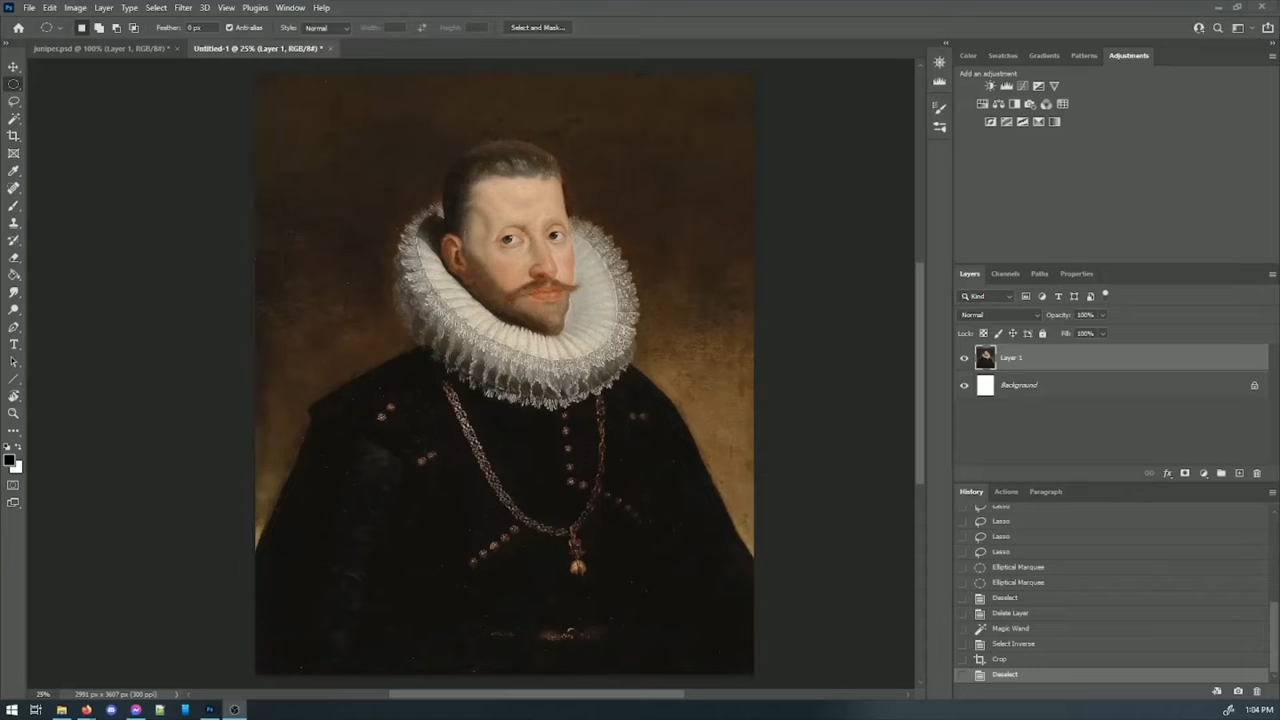 File Edit Image Layer Type Select Filter 3D View Plugins Window Help
Feather: 0 px Anti-alias Style: Normal Width: Height: Select and Mask...
juniper.psd @ 100% (Layer 1, RGB/8#) * × Untitled-1 @ 25% (Layer 1, RGB/8#) * ×
Color Swatches Gradients Patterns Adjustments
Add an adjustment
Layers Channels Paths Properties
Kind
Normal Opacity: 100%
Lock: Fill: 100%
Layer 1
Background
fx
History Actions Paragraph
Lasso
Lasso
Lasso
Lasso
Elliptical Marquee
Elliptical Marquee
Deselect
Delete Layer
Magic Wand
Select Inverse
Crop
Deselect
25% 2991 px x 3607 px (300 ppi)
1:04 PM